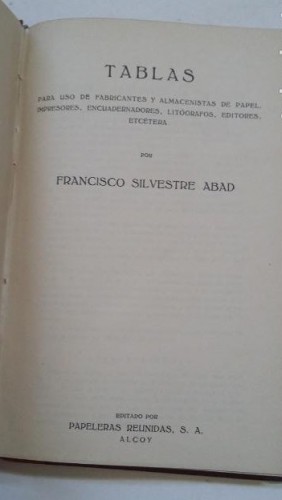 TABLAS
PARA USO DE FABRICANTES Y ALMACENISTAS DE PAPEL,
IMPRESORES, ENCUADERNADORES, LITÓGRAFOS, EDITORES,
ETCÉTERA
POR
FRANCISCO SILVESTRE ABAD
EDITADO POR
PAPELERAS REUNIDAS, S. A.
ALCOY